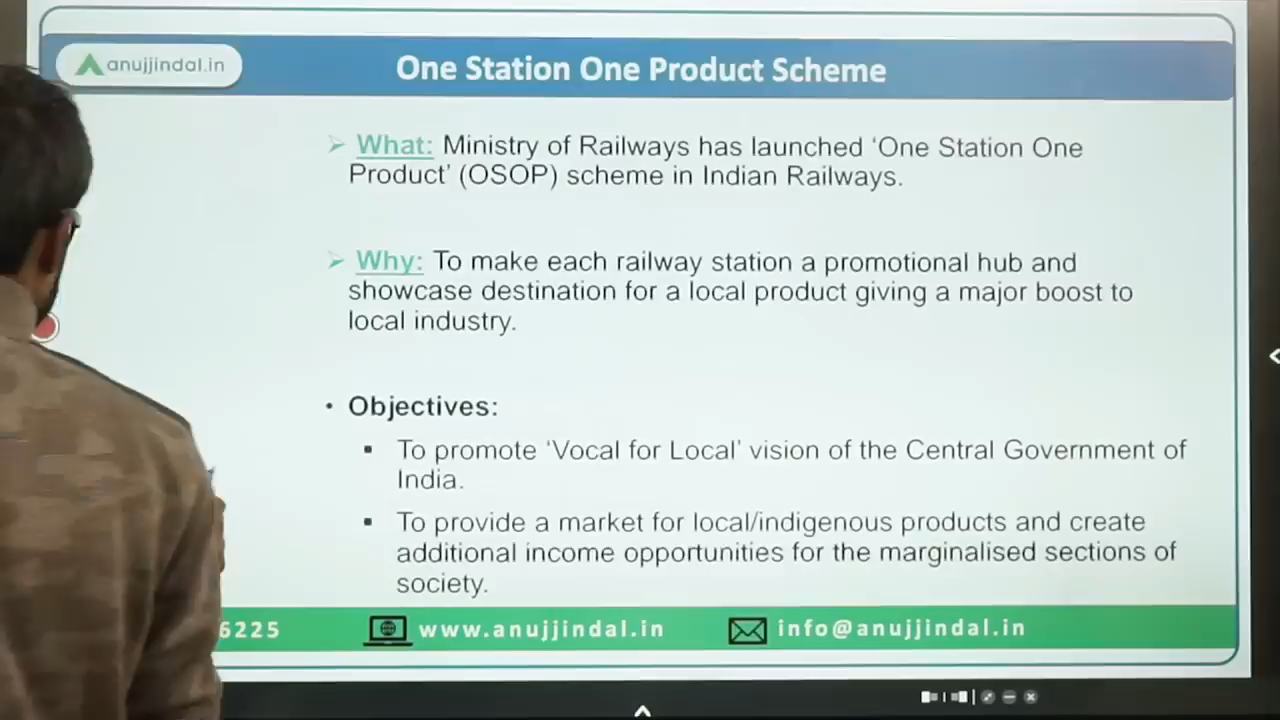 anujjindal.in
One Station One Product Scheme
What: Ministry of Railways has launched ‘One Station One
Product’ (OSOP) scheme in Indian Railways.
Why: To make each railway station a promotional hub and
showcase destination for a local product giving a major boost to
local industry.
Objectives:
To promote ‘Vocal for Local’ vision of the Central Government of
India.
To provide a market for local/indigenous products and create
additional income opportunities for the marginalised sections of
society.
6225 www.anujjindal.in info@anujjindal.in